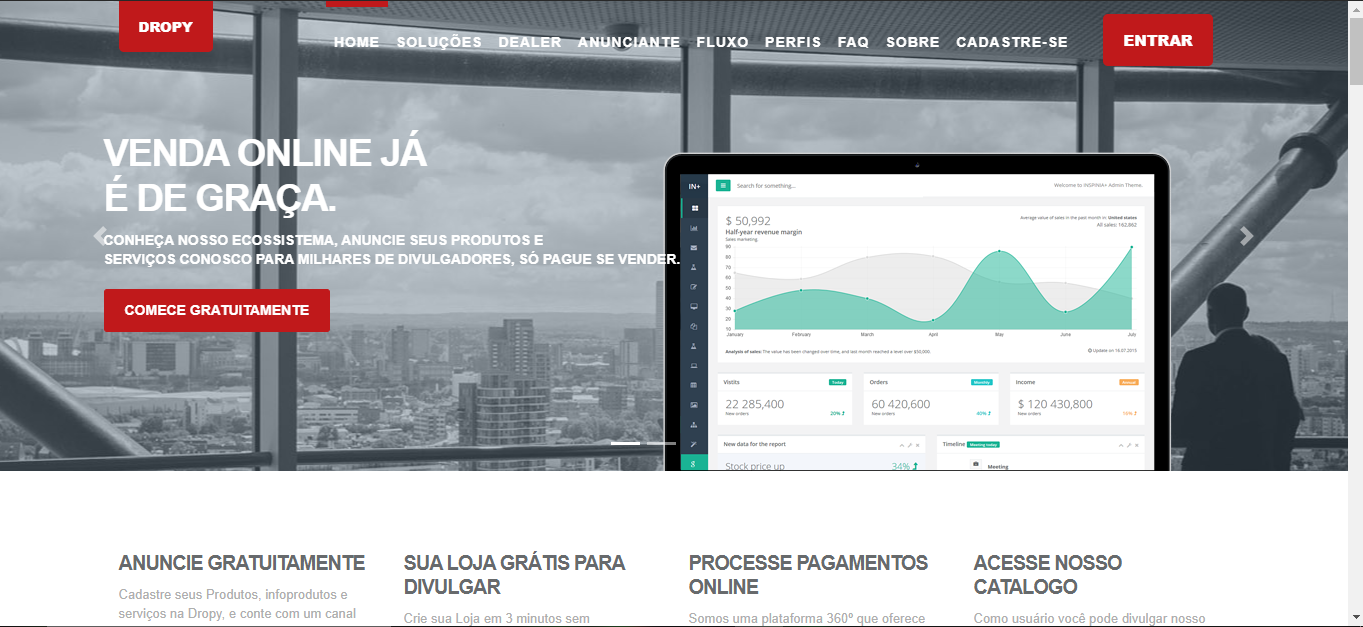 DROPY
HOME SOLUÇÕES DEALER ANUNCIANTE FLUXO PERFIS FAQ SOBRE CADASTRE-SE
ENTRAR
VENDA ONLINE JÁ
É DE GRAÇA.
CONHEÇA NOSSO ECOSSISTEMA, ANUNCIE SEUS PRODUTOS E
SERVIÇOS CONOSCO PARA MILHARES DE DIVULGADORES, SÓ PAGUE SE VENDER.
COMECE GRATUITAMENTE
IN+
Search for something...
Welcome to INSPINIA+ Admin Theme.
$ 50,992
Half-year revenue margin
Sales marketing
Average value of sales in the past month in: United states
All sales: 162,862
90
80
70
60
50
40
30
20
10
January February March April May June July
Analysis of sales: The value has been changed over time, and last month reached a level over $50,000.
Update on 16.07.2015
Visits Today
22 285,400
New orders 20%
Orders Monthly
60 420,600
New orders 40%
Income Annual
$ 120 430,800
New orders 16%
New data for the report
Stock price up 34%
Timeline Meeting today
Meeting
ANUNCIE GRATUITAMENTE
Cadastre seus Produtos, infoprodutos e
serviços na Dropy, e conte com um canal
SUA LOJA GRÁTIS PARA
DIVULGAR
Crie sua Loja em 3 minutos sem
PROCESSE PAGAMENTOS
ONLINE
Somos uma plataforma 360º que oferece
ACESSE NOSSO
CATALOGO
Como usuário você pode divulgar nosso